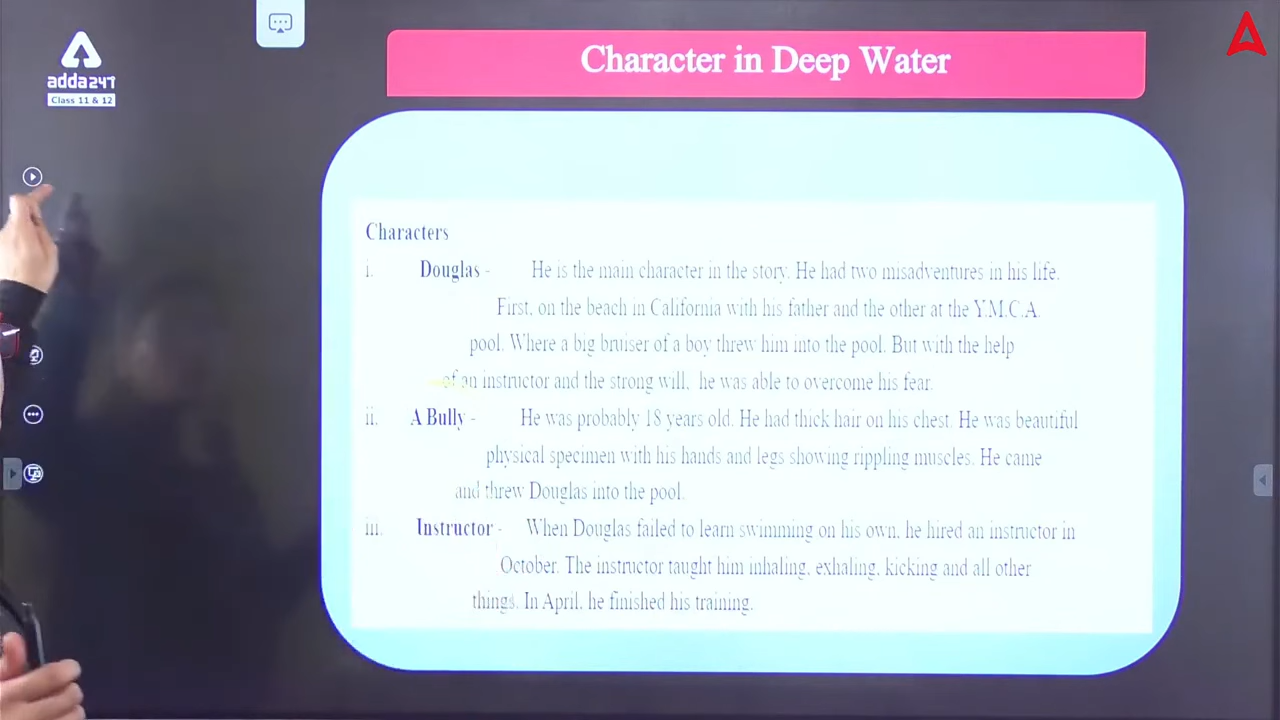 adda247
Class 11 & 12
Character in Deep Water
Characters
i. Douglas - He is the main character in the story. He had two misadventures in his life.
First, on the beach in California with his father and the other at the Y.M.C.A.
pool. Where a big bruiser of a boy threw him into the pool. But with the help
of an instructor and the strong will, he was able to overcome his fear.
ii. A Bully - He was probably 18 years old. He had thick hair on his chest. He was beautiful
physical specimen with his hands and legs showing rippling muscles. He came
and threw Douglas into the pool.
iii. Instructor - When Douglas failed to learn swimming on his own, he hired an instructor in
October. The instructor taught him inhaling, exhaling, kicking and all other
things. In April, he finished his training.